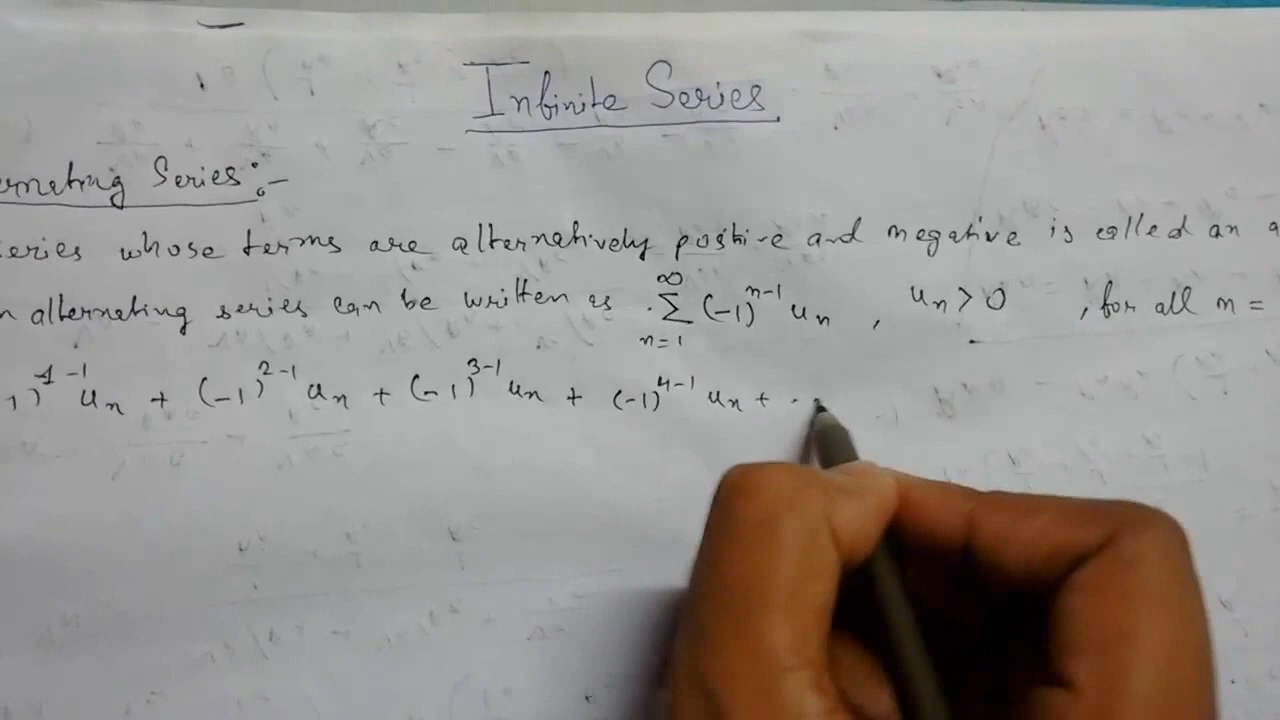 Infinite Series
ernating Series:-
eries whose terms are alternatively positive and negative is called an a
n alternating series can be written as ∑_{n=1}^{∞} (-1)^{n-1} u_n , u_n > 0 , for all n =
1)^{1-1} u_n + (-1)^{2-1} u_n + (-1)^{3-1} u_n + (-1)^{4-1} u_n + ..